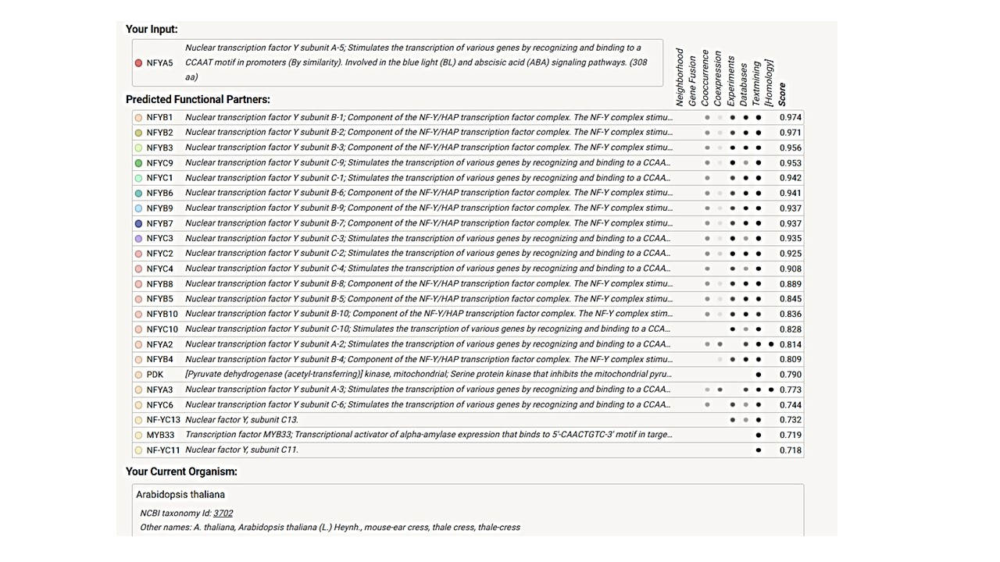 Your Input:
NFYA5 Nuclear transcription factor Y subunit A-5; Stimulates the transcription of various genes by recognizing and binding to a
CCAAT motif in promoters (By similarity). Involved in the blue light (BL) and abscisic acid (ABA) signaling pathways. (308
aa)
Neighborhood Gene Fusion Cooccurrence Coexpression Experiments Databases Textmining [Homology] Score
Predicted Functional Partners:
NFYB1 Nuclear transcription factor Y subunit B-1; Component of the NF-Y/HAP transcription factor complex. The NF-Y complex stimu... 0.974
NFYB2 Nuclear transcription factor Y subunit B-2; Component of the NF-Y/HAP transcription factor complex. The NF-Y complex stimu... 0.971
NFYB3 Nuclear transcription factor Y subunit B-3; Component of the NF-Y/HAP transcription factor complex. The NF-Y complex stimu... 0.956
NFYC9 Nuclear transcription factor Y subunit C-9; Stimulates the transcription of various genes by recognizing and binding to a CCAA... 0.953
NFYC1 Nuclear transcription factor Y subunit C-1; Stimulates the transcription of various genes by recognizing and binding to a CCAA... 0.942
NFYB6 Nuclear transcription factor Y subunit B-6; Component of the NF-Y/HAP transcription factor complex. The NF-Y complex stimu... 0.941
NFYB9 Nuclear transcription factor Y subunit B-9; Component of the NF-Y/HAP transcription factor complex. The NF-Y complex stimu... 0.937
NFYB7 Nuclear transcription factor Y subunit B-7; Component of the NF-Y/HAP transcription factor complex. The NF-Y complex stimu... 0.937
NFYC3 Nuclear transcription factor Y subunit C-3; Stimulates the transcription of various genes by recognizing and binding to a CCAA... 0.935
NFYC2 Nuclear transcription factor Y subunit C-2; Stimulates the transcription of various genes by recognizing and binding to a CCAA... 0.925
NFYC4 Nuclear transcription factor Y subunit C-4; Stimulates the transcription of various genes by recognizing and binding to a CCAA... 0.908
NFYB8 Nuclear transcription factor Y subunit B-8; Component of the NF-Y/HAP transcription factor complex. The NF-Y complex stimu... 0.889
NFYB5 Nuclear transcription factor Y subunit B-5; Component of the NF-Y/HAP transcription factor complex. The NF-Y complex stimu... 0.845
NFYB10 Nuclear transcription factor Y subunit B-10; Component of the NF-Y/HAP transcription factor complex. The NF-Y complex stim... 0.836
NFYC10 Nuclear transcription factor Y subunit C-10; Stimulates the transcription of various genes by recognizing and binding to a CCA... 0.828
NFYA2 Nuclear transcription factor Y subunit A-2; Stimulates the transcription of various genes by recognizing and binding to a CCAA... 0.814
NFYB4 Nuclear transcription factor Y subunit B-4; Component of the NF-Y/HAP transcription factor complex. The NF-Y complex stimu... 0.809
PDK [Pyruvate dehydrogenase (acetyl-transferring)] kinase, mitochondrial; Serine protein kinase that inhibits the mitochondrial pyru... 0.790
NFYA3 Nuclear transcription factor Y subunit A-3; Stimulates the transcription of various genes by recognizing and binding to a CCAA... 0.773
NFYC6 Nuclear transcription factor Y subunit C-6; Stimulates the transcription of various genes by recognizing and binding to a CCAA... 0.744
NF-YC13 Nuclear factor Y, subunit C13. 0.732
MYB33 Transcription factor MYB33; Transcriptional activator of alpha-amylase expression that binds to 5'-CAACTGTC-3' motif in targe... 0.719
NF-YC11 Nuclear factor Y, subunit C11. 0.718
Your Current Organism:
Arabidopsis thaliana
NCBI taxonomy Id: 3702
Other names: A. thaliana, Arabidopsis thaliana (L.) Heynh., mouse-ear cress, thale cress, thale-cress